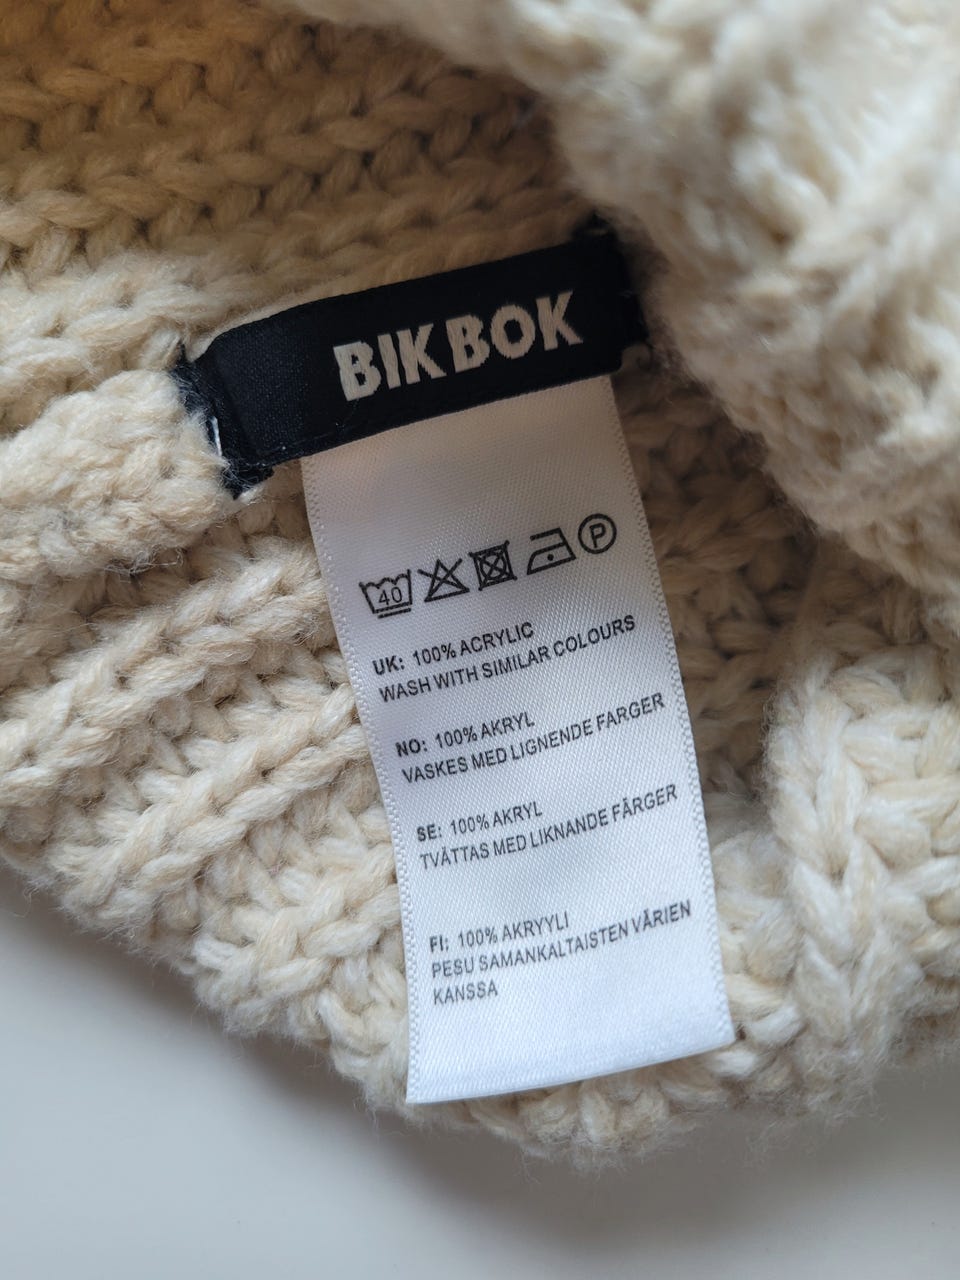 BIK BOK
40 P
UK: 100% ACRYLIC
WASH WITH SIMILAR COLOURS
NO: 100% AKRYL
VASKES MED LIGNENDE FARGER
SE: 100% AKRYL
TVÄTTAS MED LIKNANDE FÄRGER
FI: 100% AKRYYLI
PESU SAMANKALTAISTEN VÄRIEN
KANSSA